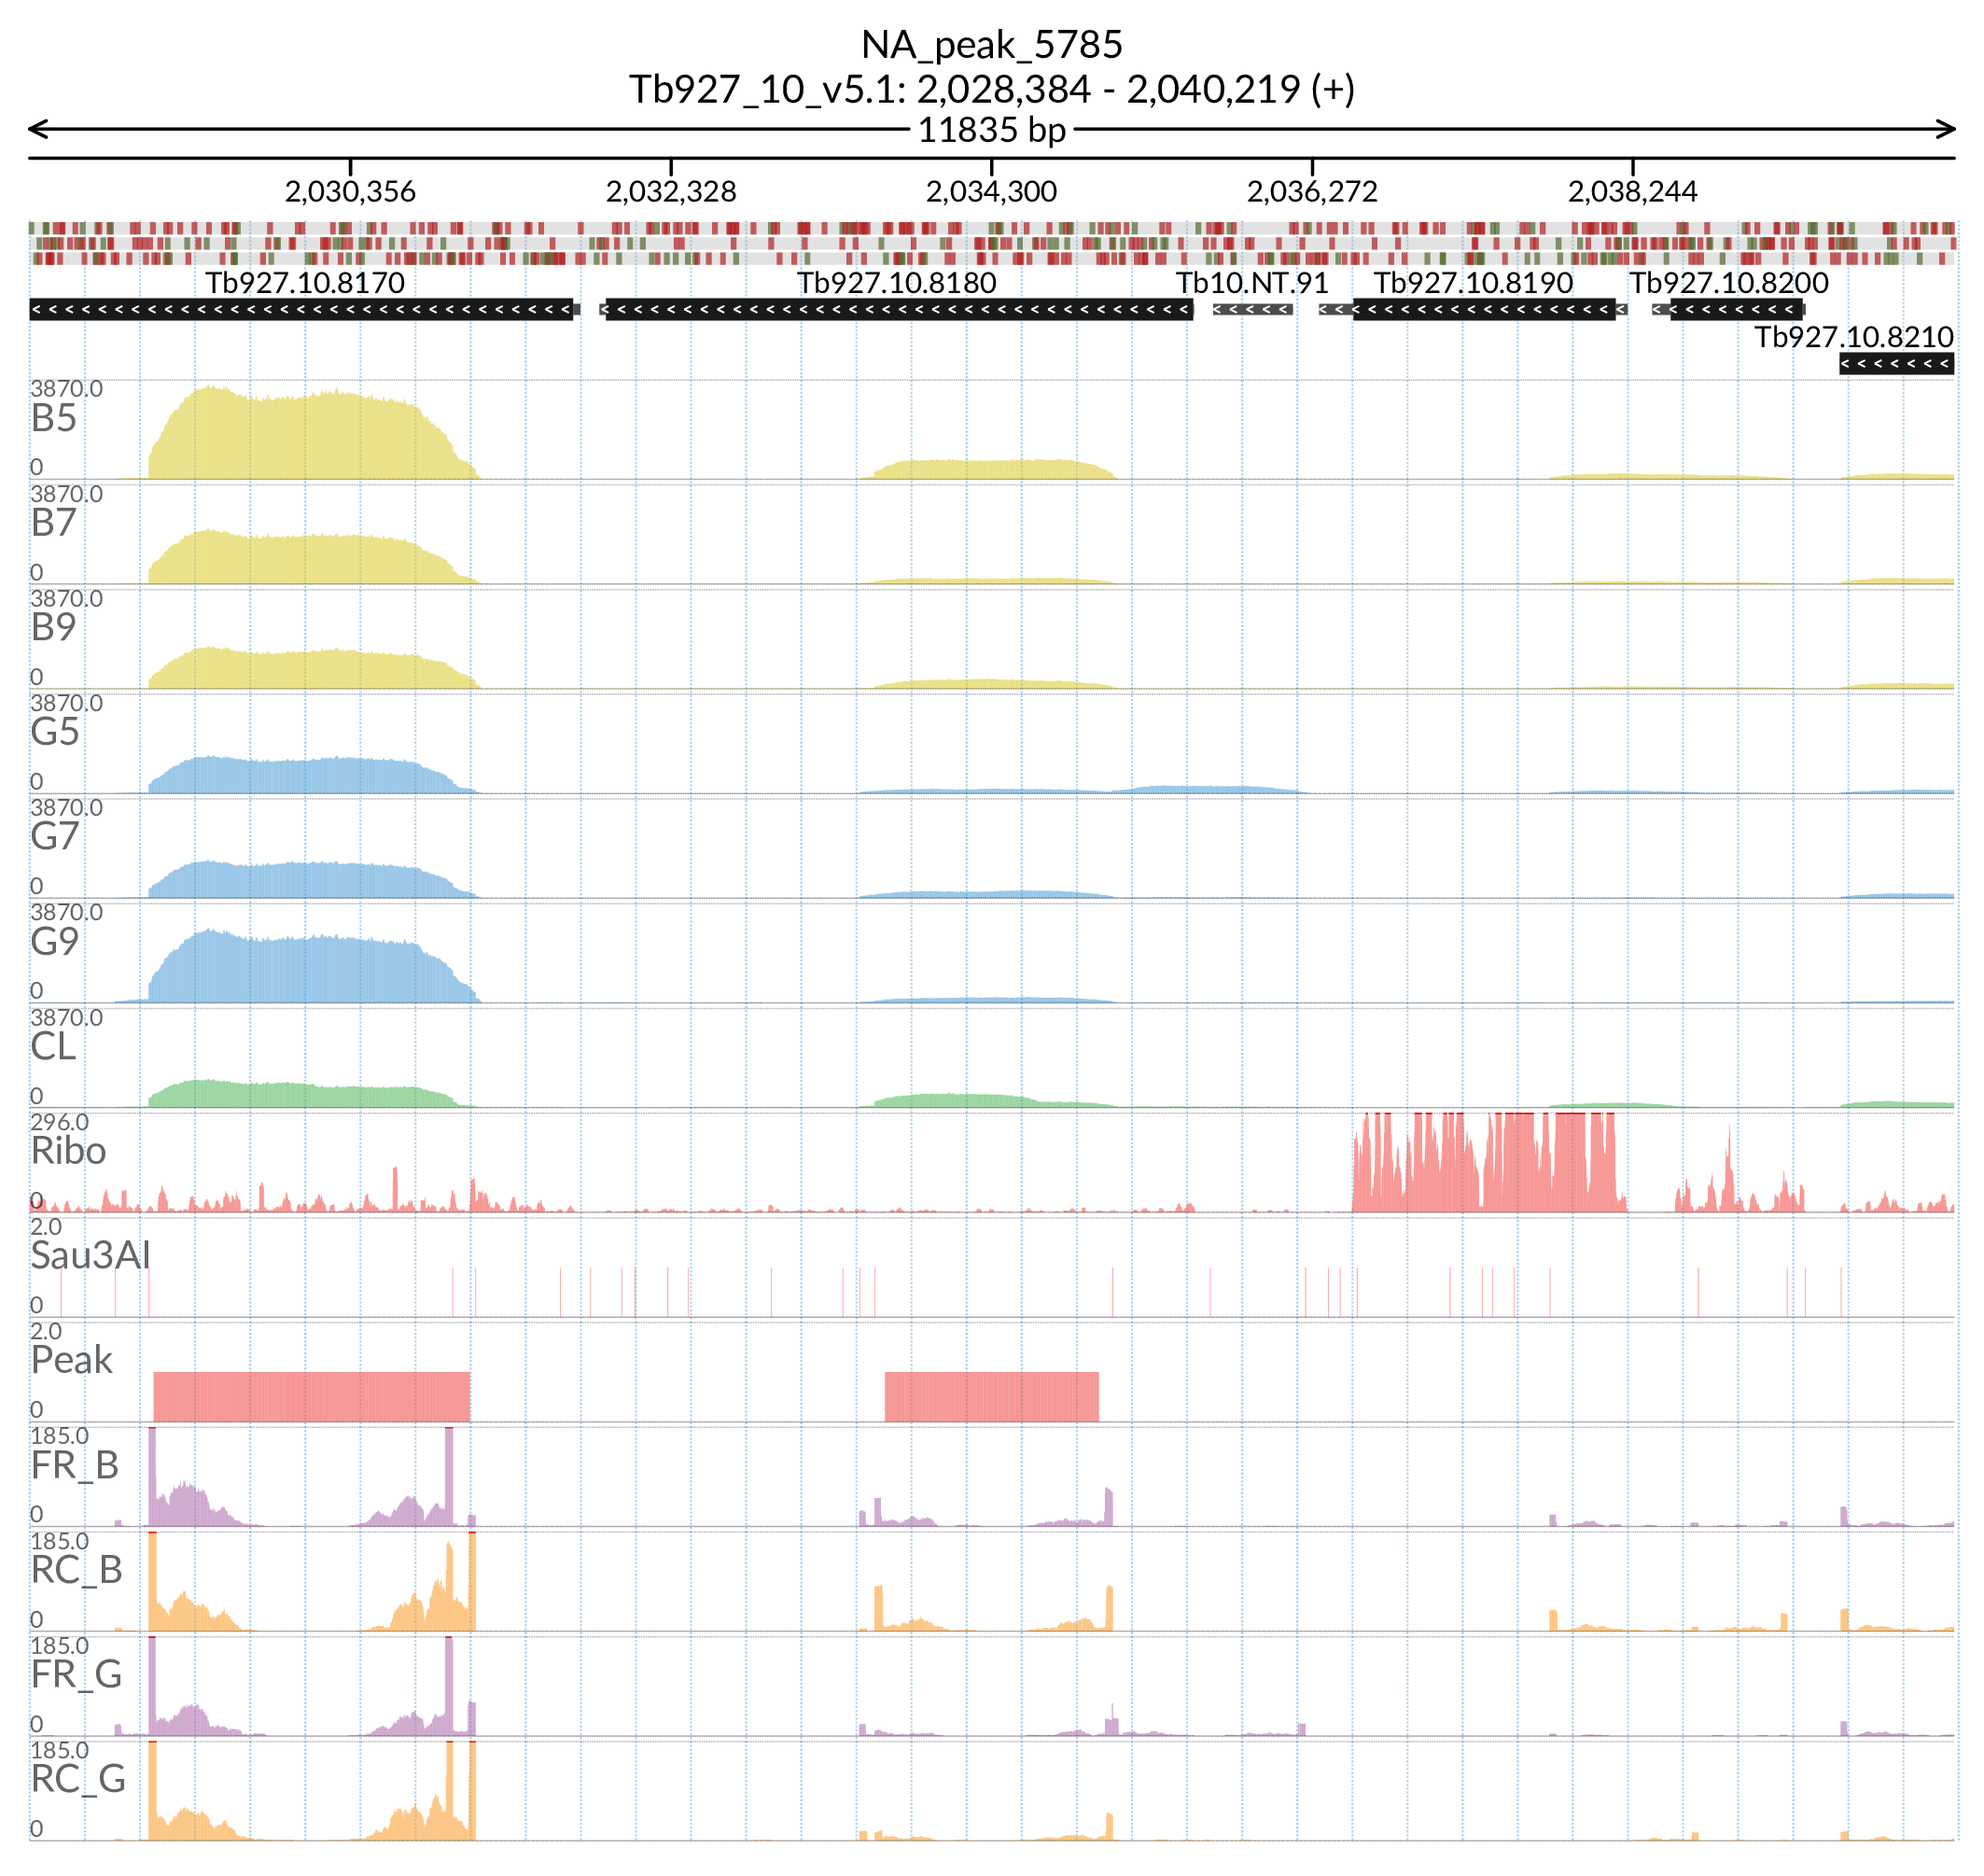 NA_peak_5785
Tb927_10_v5.1: 2,028,384 - 2,040,219 (+)
11835 bp
2,030,356 2,032,328 2,034,300 2,036,272 2,038,244
Tb927.10.8170 Tb927.10.8180 Tb10.NT.91 Tb927.10.8190 Tb927.10.8200
Tb927.10.8210
3870.0
B5
0
3870.0
B7
0
3870.0
B9
0
3870.0
G5
0
3870.0
G7
0
3870.0
G9
0
3870.0
CL
0
296.0
Ribo
0
2.0
Sau3AI
0
2.0
Peak
0
185.0
FR_B
0
185.0
RC_B
0
185.0
FR_G
0
185.0
RC_G
0